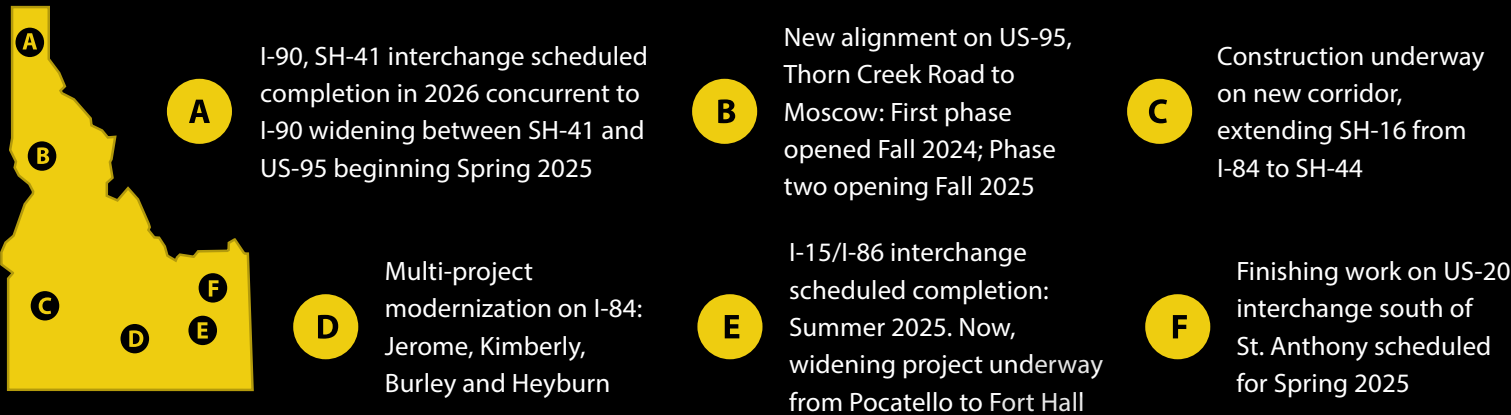 A
B
C
D
E
F
A
I-90, SH-41 interchange scheduled
completion in 2026 concurrent to
I-90 widening between SH-41 and
US-95 beginning Spring 2025
B
New alignment on US-95,
Thorn Creek Road to
Moscow: First phase
opened Fall 2024; Phase
two opening Fall 2025
C
Construction underway
on new corridor,
extending SH-16 from
I-84 to SH-44
D
Multi-project
modernization on I-84:
Jerome, Kimberly,
Burley and Heyburn
E
I-15/I-86 interchange
scheduled completion:
Summer 2025. Now,
widening project underway
from Pocatello to Fort Hall
F
Finishing work on US-20
interchange south of
St. Anthony scheduled
for Spring 2025